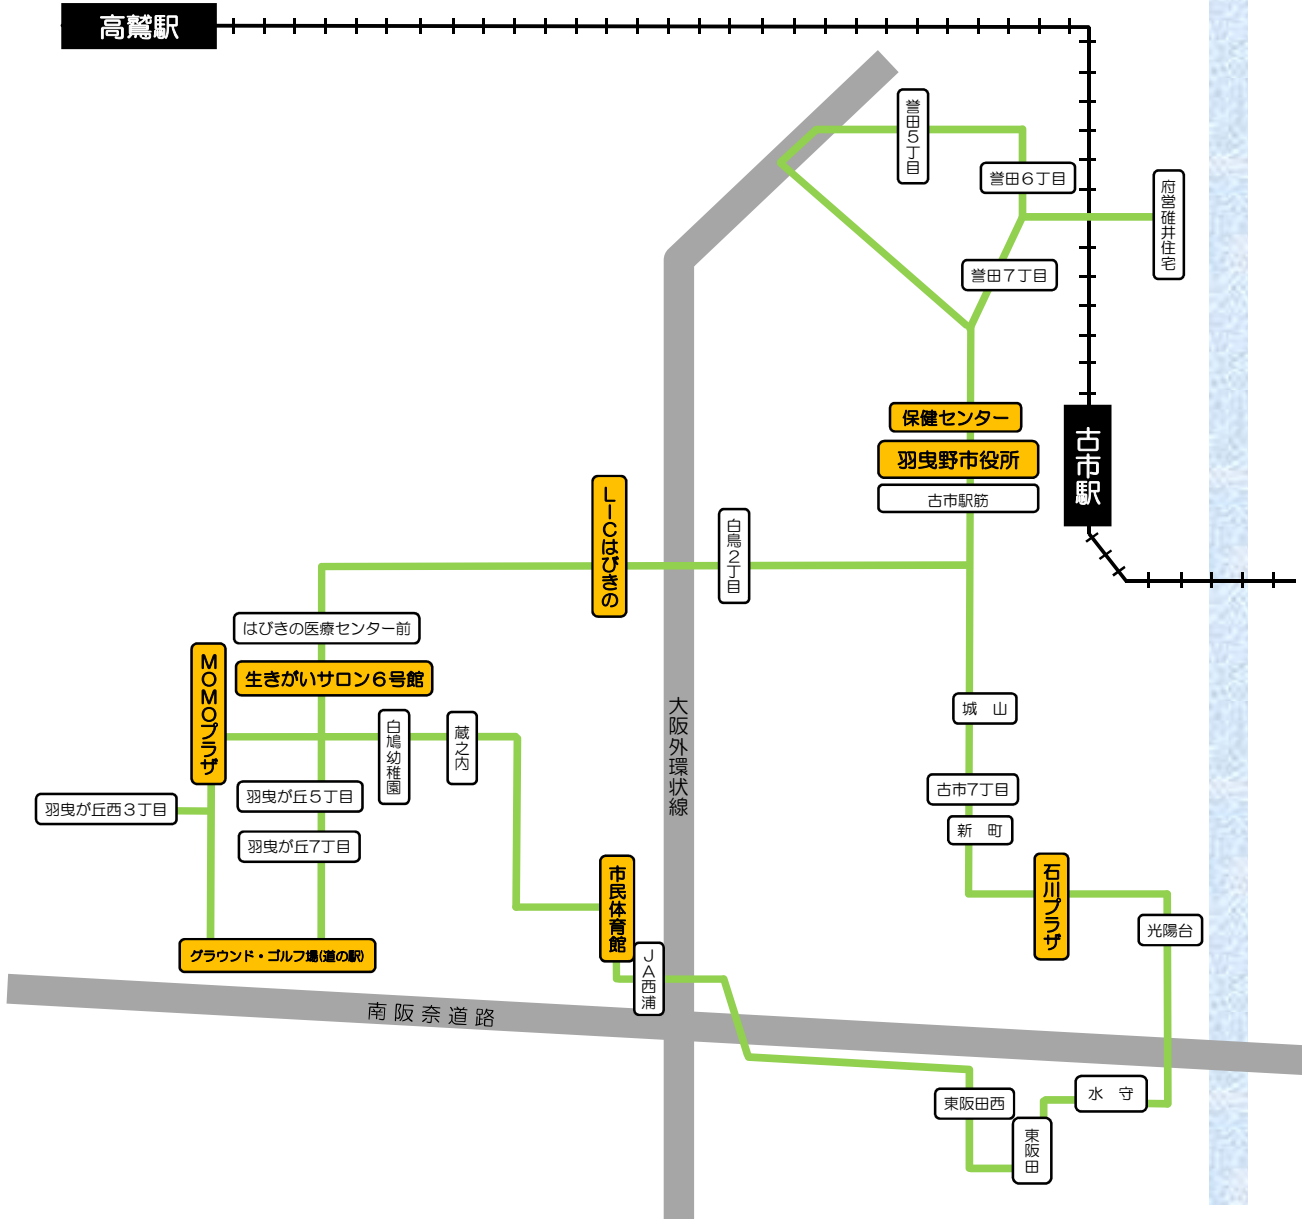 高鷲駅
誉田５丁目
誉田６丁目
府営碓井住宅
誉田７丁目
保健センター
羽曳野市役所
古市駅筋
古市駅
ＬＩＣはびきの
白鳥２丁目
はびきの医療センター前
生きがいサロン６号館
ＭＯＭＯプラザ
白鳩幼稚園
蔵之内
大阪外環状線
城　山
羽曳が丘西３丁目
羽曳が丘５丁目
古市7丁目
羽曳が丘7丁目
新　町
市民体育館
石川プラザ
光陽台
グラウンド・ゴルフ場(道の駅)
ＪＡ西浦
南阪奈道路
東阪田西
水　守
東阪田